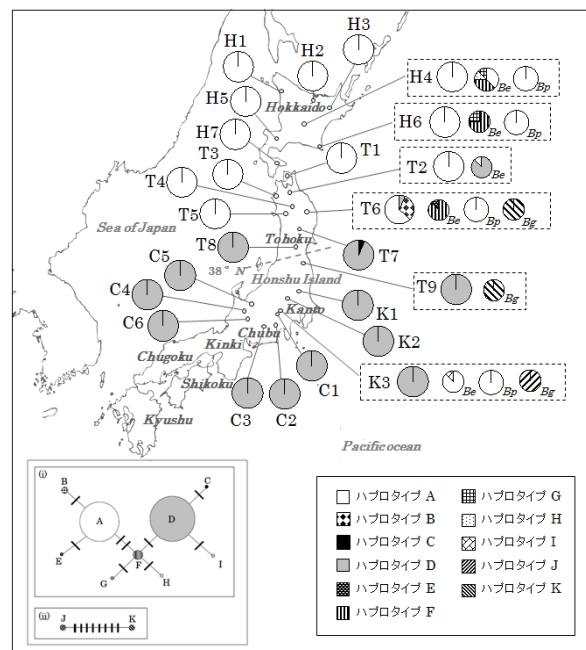 H3
H1
H2
H4
Be
Bp
Hokkaido
H5
H6
Be
Bp
H7
T3
T1
T2
Be
T4
T6
Be
Bp
Bg
T5
Sea of Japan
T8
Tohoku
T7
C5
38° N
Honshu Island
T9
Bg
C4
K1
C6
Kanto
K2
Chubu
Kinki
Chugoku
C1
K3
Be
Bp
Bg
Shikoku
C3
C2
Kyushu
Pacific ocean
(i)
B
C
A
D
E
F
I
G
H
(ii)
J
K
ハプロタイプ A
ハプロタイプ G
ハプロタイプ B
ハプロタイプ H
ハプロタイプ C
ハプロタイプ I
ハプロタイプ D
ハプロタイプ J
ハプロタイプ E
ハプロタイプ K
ハプロタイプ F